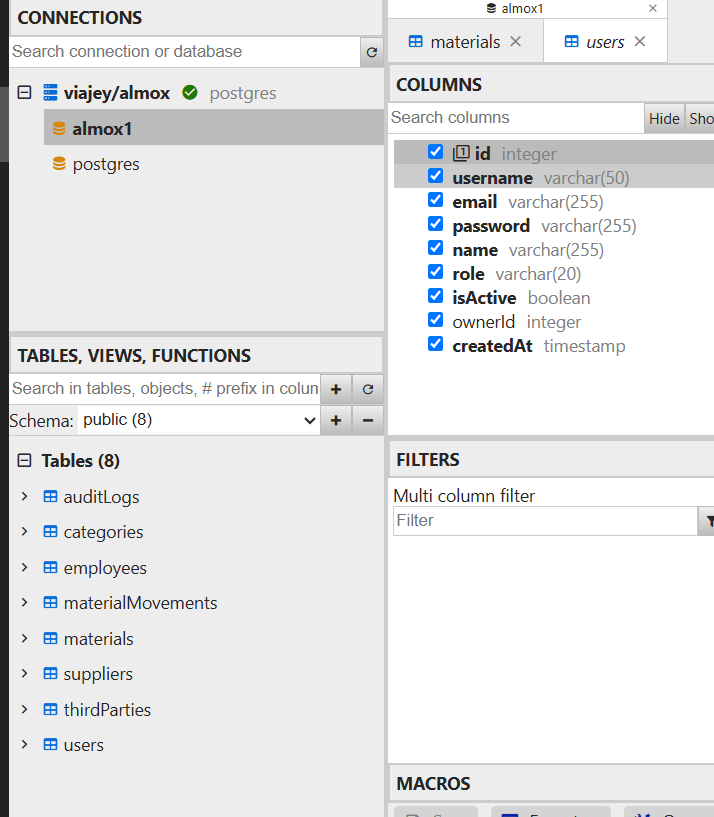 CONNECTIONS
Search connection or database
viajey/almox postgres
almox1
postgres
TABLES, VIEWS, FUNCTIONS
Search in tables, objects, # prefix in colun
Schema: public (8)
Tables (8)
auditLogs
categories
employees
materialMovements
materials
suppliers
thirdParties
users
almox1
materials
users
COLUMNS
Search columns
Hide
Sho
id integer
username varchar(50)
email varchar(255)
password varchar(255)
name varchar(255)
role varchar(20)
isActive boolean
ownerId integer
createdAt timestamp
FILTERS
Multi column filter
Filter
MACROS